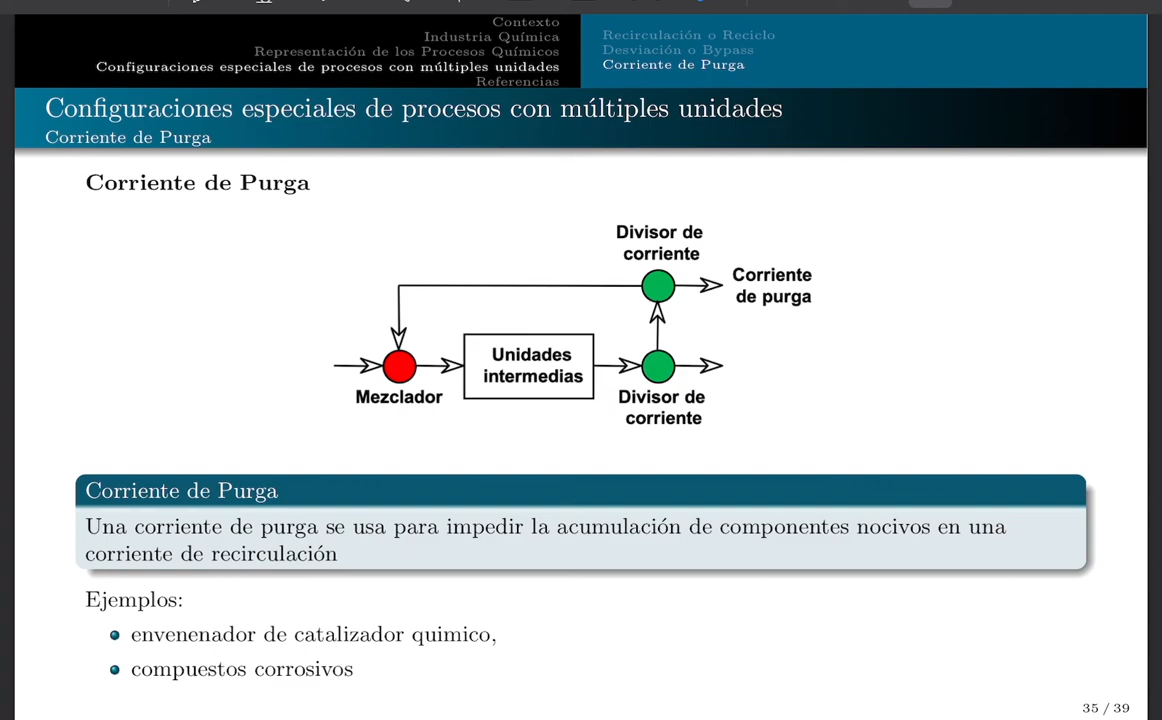 Contexto
Industria Química
Representación de los Procesos Químicos
Configuraciones especiales de procesos con múltiples unidades
Referencias
Recirculación o Reciclo
Desviación o Bypass
Corriente de Purga
Configuraciones especiales de procesos con múltiples unidades
Corriente de Purga
Corriente de Purga
Divisor de
corriente
Corriente
de purga
Unidades
intermedias
Mezclador
Divisor de
corriente
Corriente de Purga
Una corriente de purga se usa para impedir la acumulación de componentes nocivos en una
corriente de recirculación
Ejemplos:
envenenador de catalizador quimico,
compuestos corrosivos
35 / 39